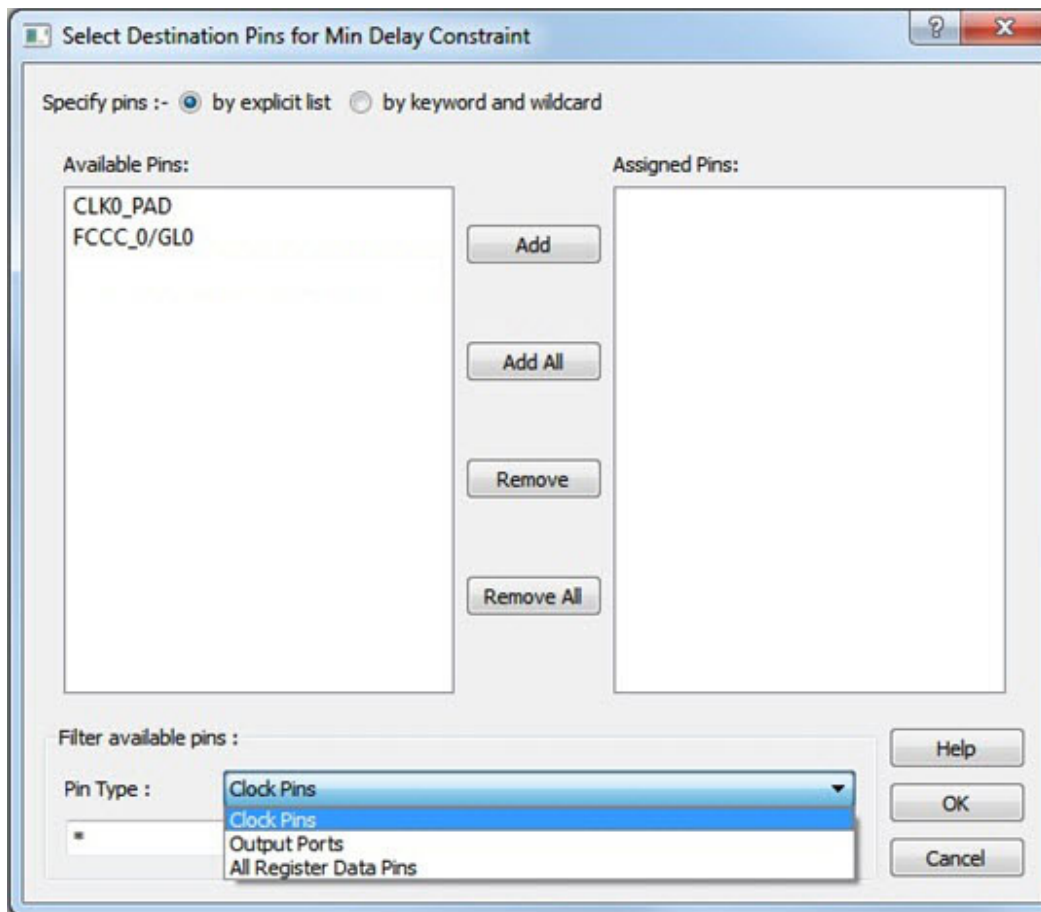 Select Destination Pins for Min Delay Constraint
Specify pins :- by explicit list by keyword and wildcard
Available Pins:
Assigned Pins:
CLK0_PAD
FCCC_0/GL0
Add
Add All
Remove
Remove All
Filter available pins :
Pin Type :
Clock Pins
Clock Pins
Output Ports
All Register Data Pins
*
Help
OK
Cancel